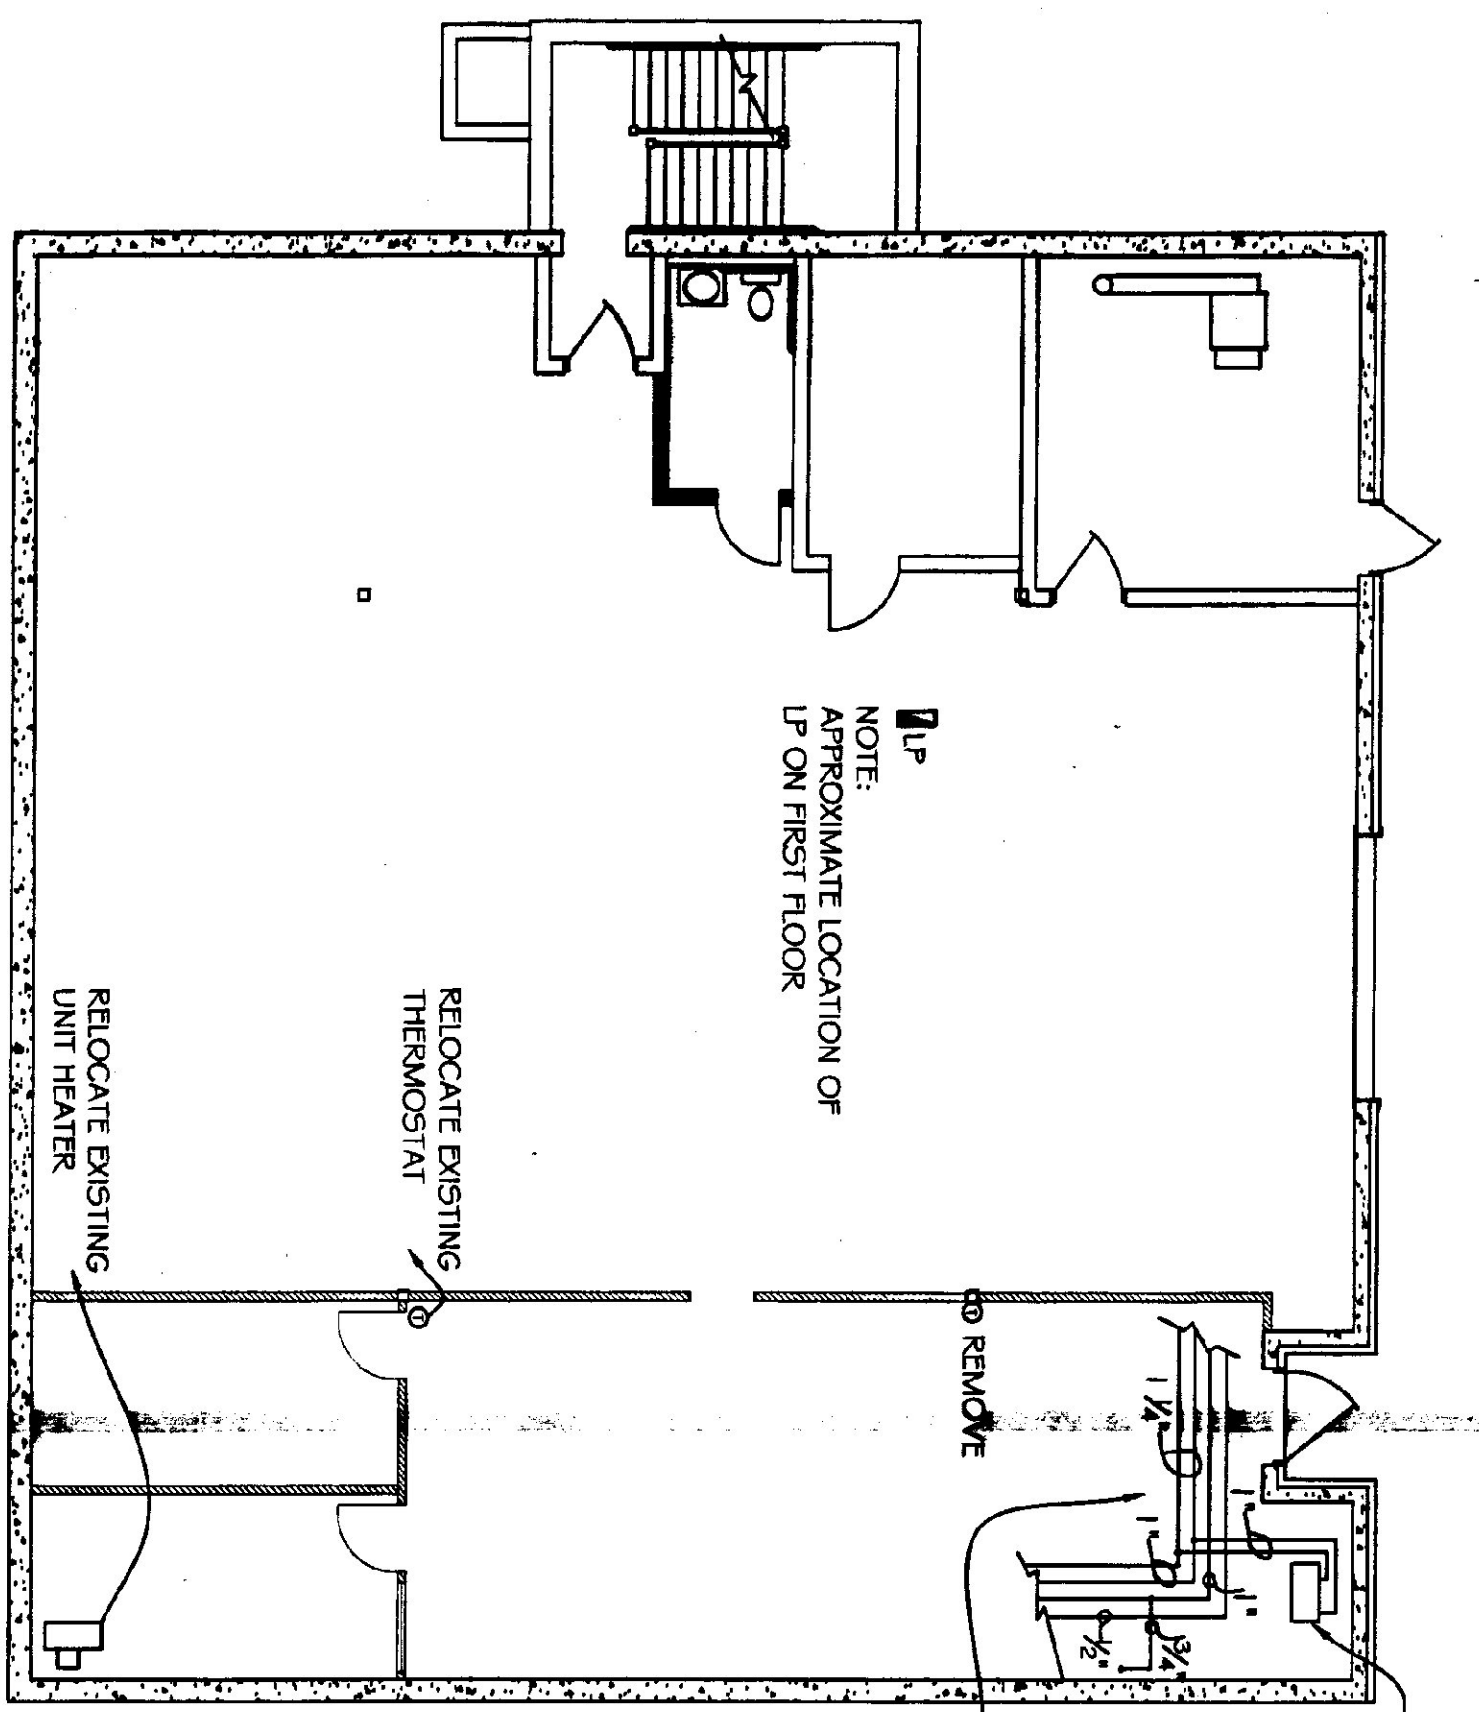 LP
NOTE:
APPROXIMATE LOCATION OF
LP ON FIRST FLOOR
RELOCATE EXISTING
THERMOSTAT
RELOCATE EXISTING
UNIT HEATER
T
T
REMOVE
1 1/4"
1"
1"
1"
3/4"
1/2"